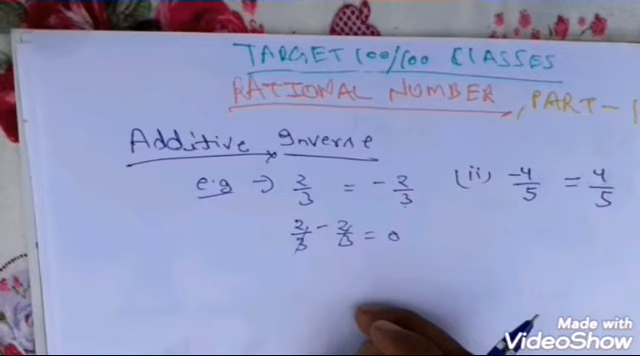 TARGET 100/100 CLASSES
RATIONAL NUMBER, PART - 1
Additive Inverse
e.g → 2/3 = - 2/3 (ii) -4/5 = 4/5
2/3 - 2/3 = 0
Made with
VideoShow